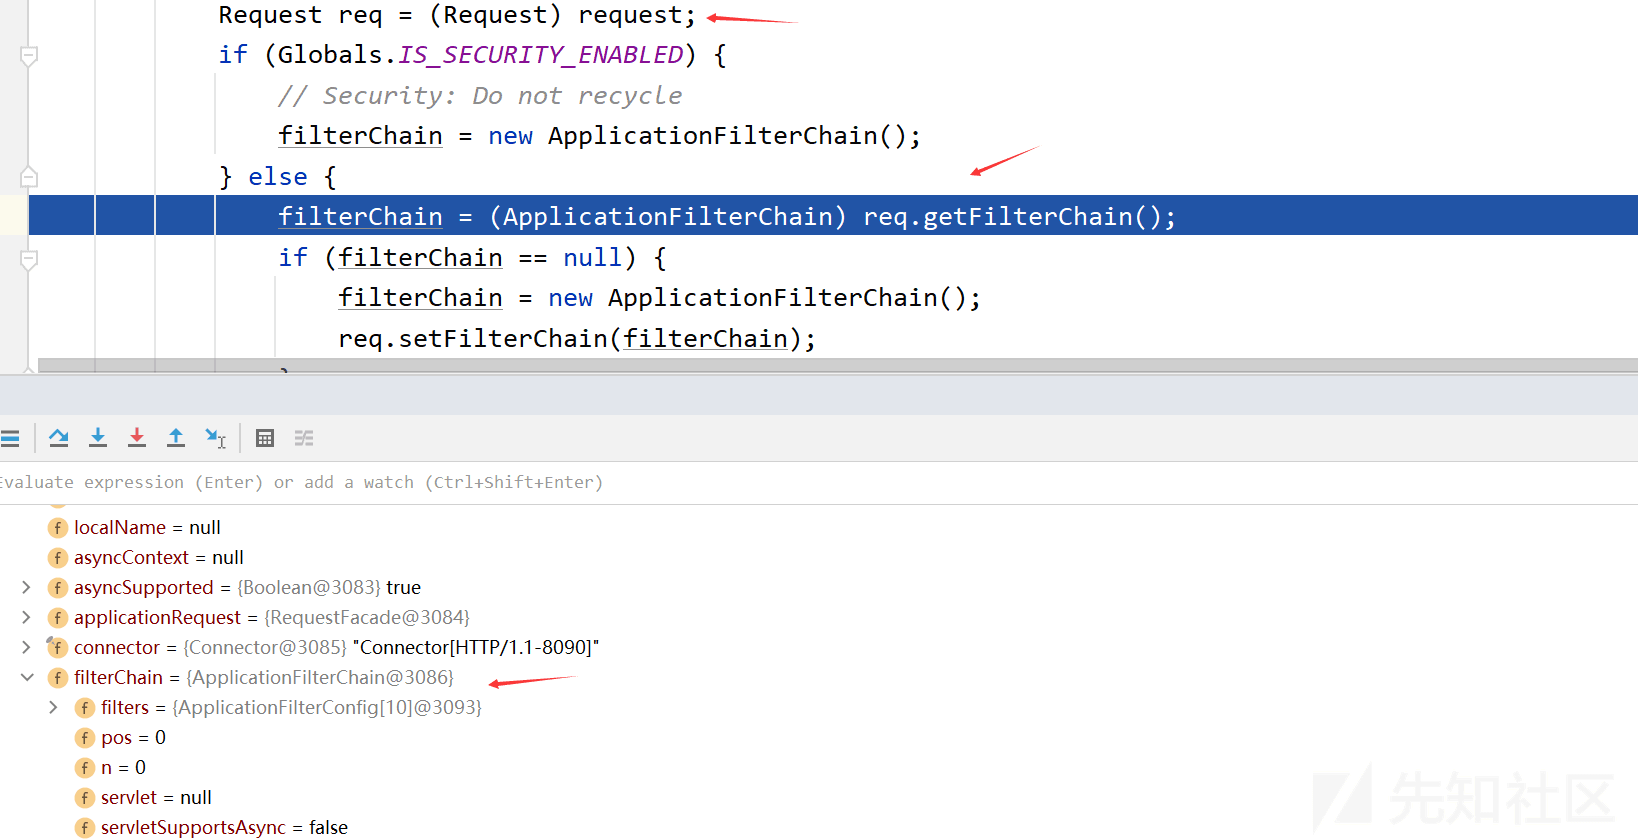 Request req = (Request) request;
if (Globals.IS_SECURITY_ENABLED) {
// Security: Do not recycle
filterChain = new ApplicationFilterChain();
} else {
filterChain = (ApplicationFilterChain) req.getFilterChain();
if (filterChain == null) {
filterChain = new ApplicationFilterChain();
req.setFilterChain(filterChain);
}
Evaluate expression (Enter) or add a watch (Ctrl+Shift+Enter)
f localName = null
f asyncContext = null
f asyncSupported = {Boolean@3083} true
f applicationRequest = {RequestFacade@3084}
f connector = {Connector@3085} "Connector[HTTP/1.1-8090]"
f filterChain = {ApplicationFilterChain@3086}
f filters = {ApplicationFilterConfig[10]@3093}
f pos = 0
f n = 0
f servlet = null
f servletSupportsAsync = false
先知社区